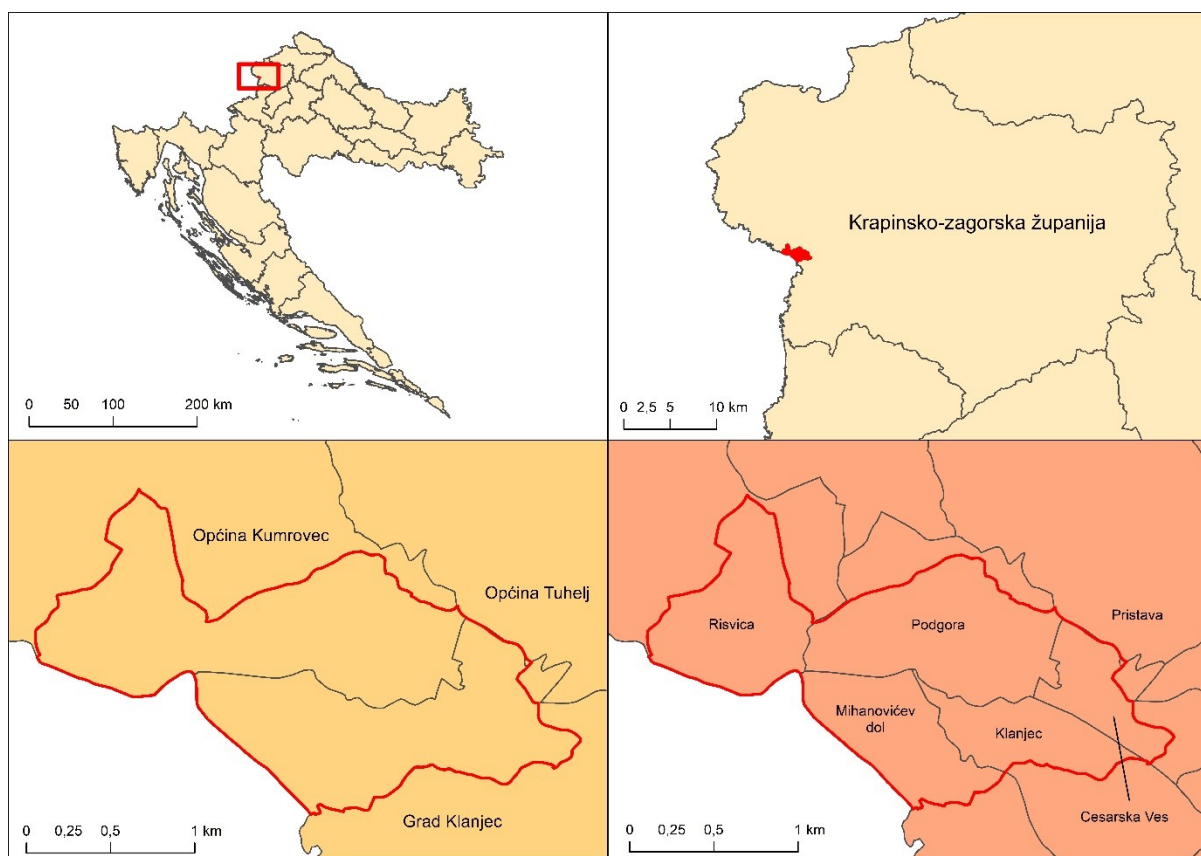 0 50 100 200 km
Krapinsko-zagorska županija
0 2,5 5 10 km
Općina Kumrovec
Općina Tuhelj
Grad Klanjec
0 0,25 0,5 1 km
Risvica
Podgora
Pristava
Mihanovićev
dol
Klanjec
Cesarska Ves
0 0,25 0,5 1 km